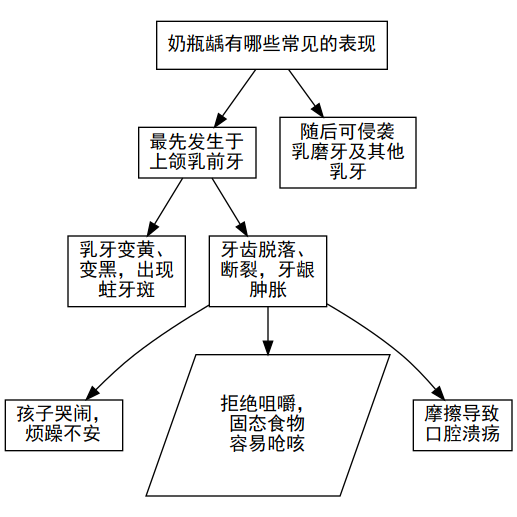 奶瓶龋有哪些常见的表现
最先发生于
上颌乳前牙
随后可侵袭
乳磨牙及其他
乳牙
乳牙变黄、
变黑，出现
蛀牙斑
牙齿脱落、
断裂，牙龈
肿胀
孩子哭闹，
烦躁不安
拒绝咀嚼，
固态食物
容易呛咳
摩擦导致
口腔溃疡